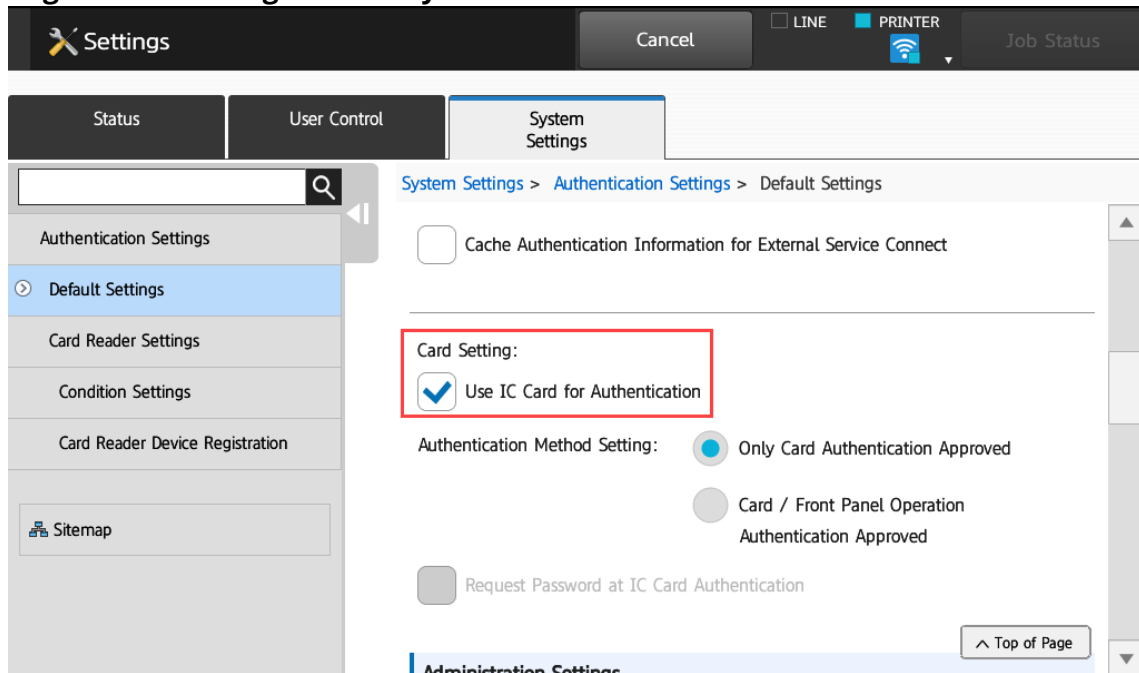 Settings
Cancel
LINE
PRINTER
Job Status
Status
User Control
System
Settings
System Settings > Authentication Settings > Default Settings
Authentication Settings
Default Settings
Card Reader Settings
Condition Settings
Card Reader Device Registration
Sitemap
Cache Authentication Information for External Service Connect
Card Setting:
Use IC Card for Authentication
Authentication Method Setting:
Only Card Authentication Approved
Card / Front Panel Operation
Authentication Approved
Request Password at IC Card Authentication
Top of Page
Administration Settings